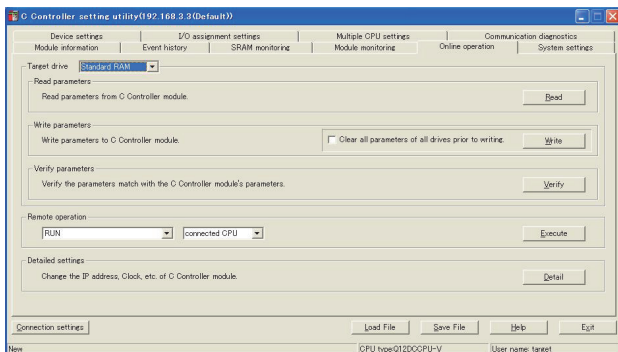 C Controller setting utility(192.168.3.3(Default))
Device settings I/O assignment settings Multiple CPU settings Communication diagnostics
Module information Event history SRAM monitoring Module monitoring Online operation System settings
Target drive Standard RAM
Read parameters
Read parameters from C Controller module. Read
Write parameters
Write parameters to C Controller module. Clear all parameters of all drives prior to writing. Write
Verify parameters
Verify the parameters match with the C Controller module's parameters. Verify
Remote operation
RUN connected CPU Execute
Detailed settings
Change the IP address, Clock, etc. of C Controller module. Detail
Connection settings Load File Save File Help Exit
New CPU type:Q12DCCPU-V User name: target